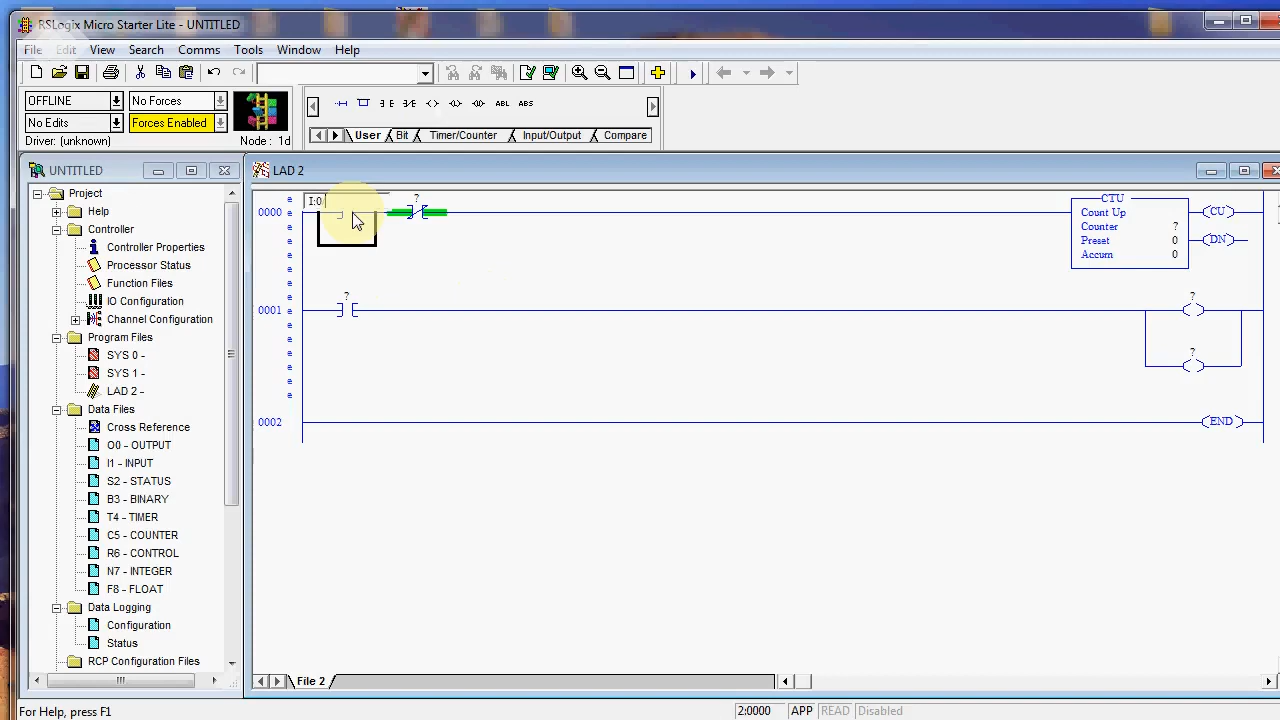 RSLogix Micro Starter Lite - UNTITLED
File Edit View Search Comms Tools Window Help
OFFLINE No Forces
No Edits Forces Enabled
Driver: (unknown) Node : 1d
ABL ABS
User Bit Timer/Counter Input/Output Compare
UNTITLED
Project
Help
Controller
Controller Properties
Processor Status
Function Files
IO Configuration
Channel Configuration
Program Files
SYS 0 -
SYS 1 -
LAD 2 -
Data Files
Cross Reference
O0 - OUTPUT
I1 - INPUT
S2 - STATUS
B3 - BINARY
T4 - TIMER
C5 - COUNTER
R6 - CONTROL
N7 - INTEGER
F8 - FLOAT
Data Logging
Configuration
Status
RCP Configuration Files
LAD 2
I:0/
?
0000
e
e
e
e
e
e
e
CTU
Count Up
Counter ?
Preset 0
Accum 0
CU
DN
?
0001
e
e
e
e
e
e
e
?
?
0002
END
File 2
For Help, press F1
2:0000 APP READ Disabled